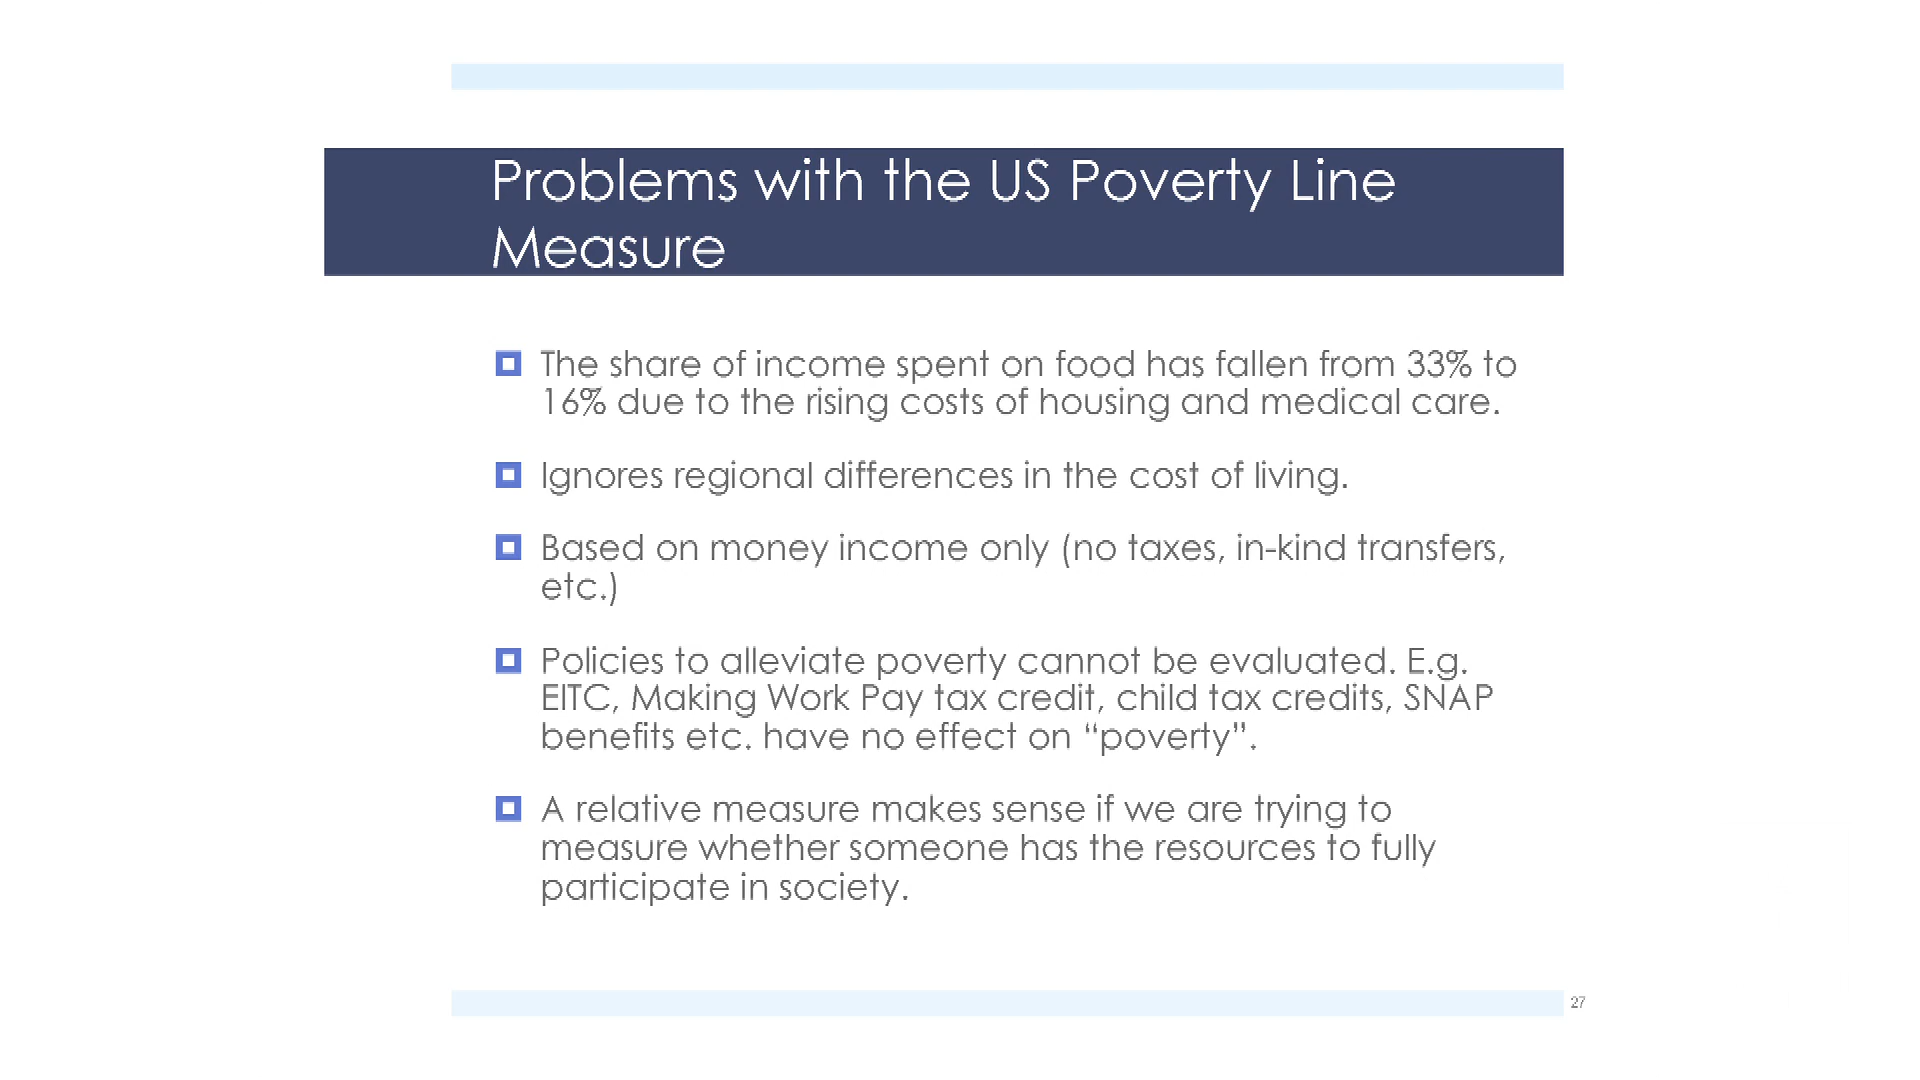 Problems with the US Poverty Line
Measure
The share of income spent on food has fallen from 33% to
16% due to the rising costs of housing and medical care.
Ignores regional differences in the cost of living.
Based on money income only (no taxes, in-kind transfers,
etc.)
Policies to alleviate poverty cannot be evaluated. E.g.
EITC, Making Work Pay tax credit, child tax credits, SNAP
benefits etc. have no effect on “poverty”.
A relative measure makes sense if we are trying to
measure whether someone has the resources to fully
participate in society.
27